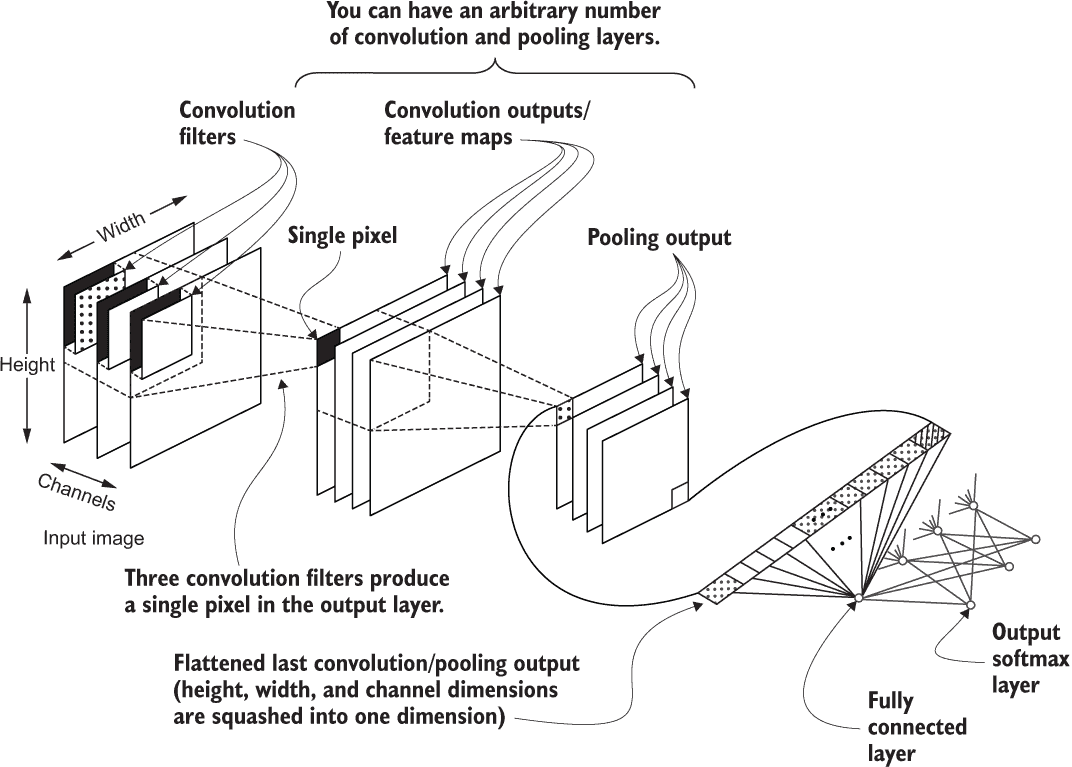 You can have an arbitrary number
of convolution and pooling layers.
Convolution
filters
Convolution outputs/
feature maps
Width
Single pixel
Pooling output
Height
Channels
Input image
Three convolution filters produce
a single pixel in the output layer.
Flattened last convolution/pooling output
(height, width, and channel dimensions
are squashed into one dimension)
Output
softmax
layer
Fully
connected
layer